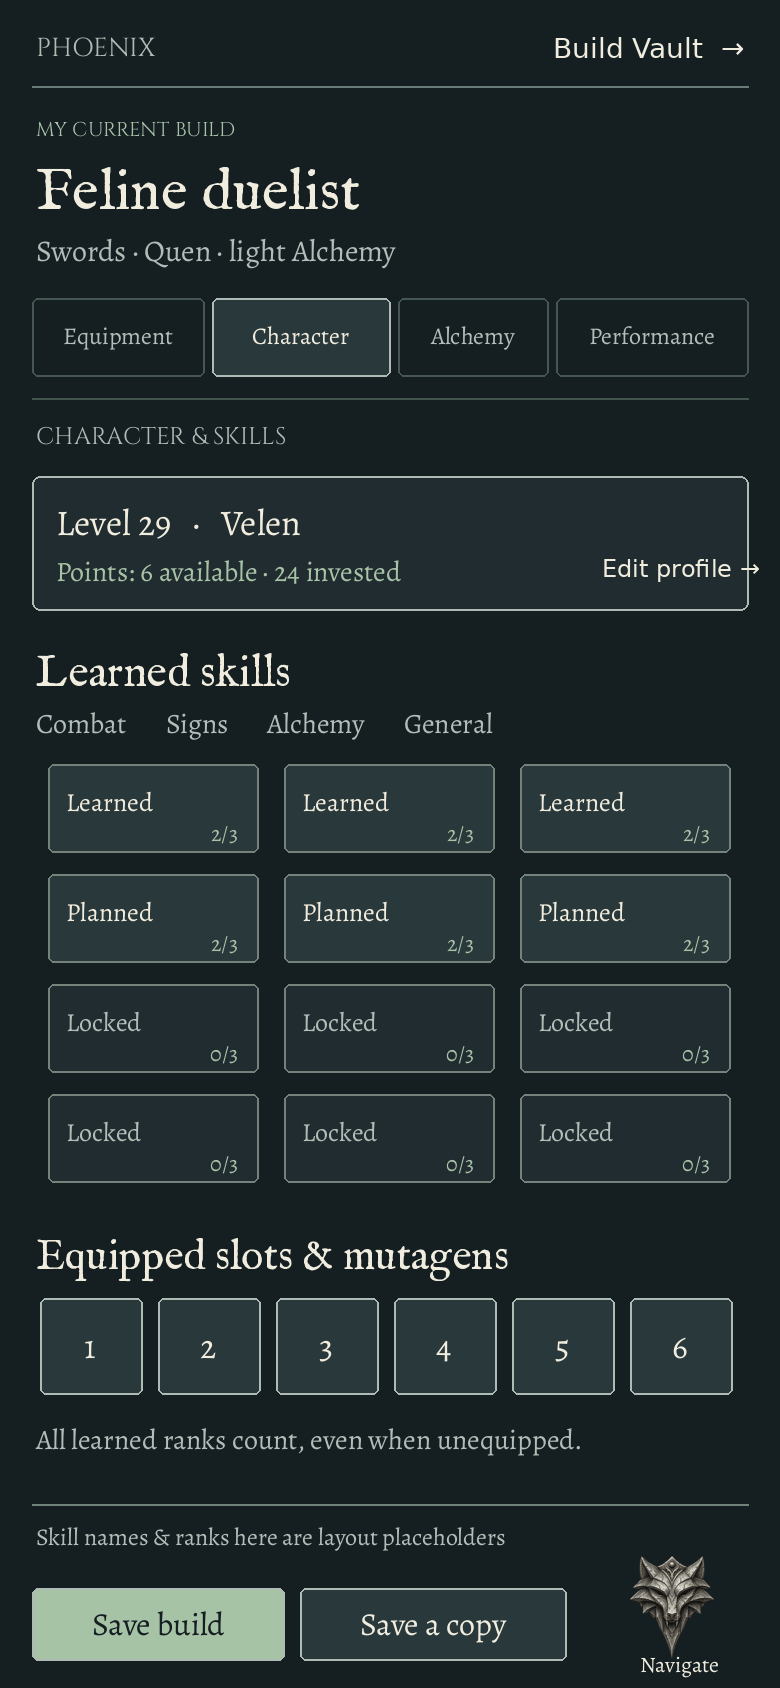 PHOENIX Build Vault →
MY CURRENT BUILD
Feline duelist
Swords · Quen · light Alchemy
Equipment Character Alchemy Performance
CHARACTER & SKILLS
Level 29 · Velen
Points: 6 available · 24 invested Edit profile →
Learned skills
Combat Signs Alchemy General
Learned Learned Learned
2/3 2/3 2/3
Planned Planned Planned
2/3 2/3 2/3
Locked Locked Locked
0/3 0/3 0/3
Locked Locked Locked
0/3 0/3 0/3
Equipped slots & mutagens
1 2 3 4 5 6
All learned ranks count, even when unequipped.
Skill names & ranks here are layout placeholders
Save build Save a copy
Navigate